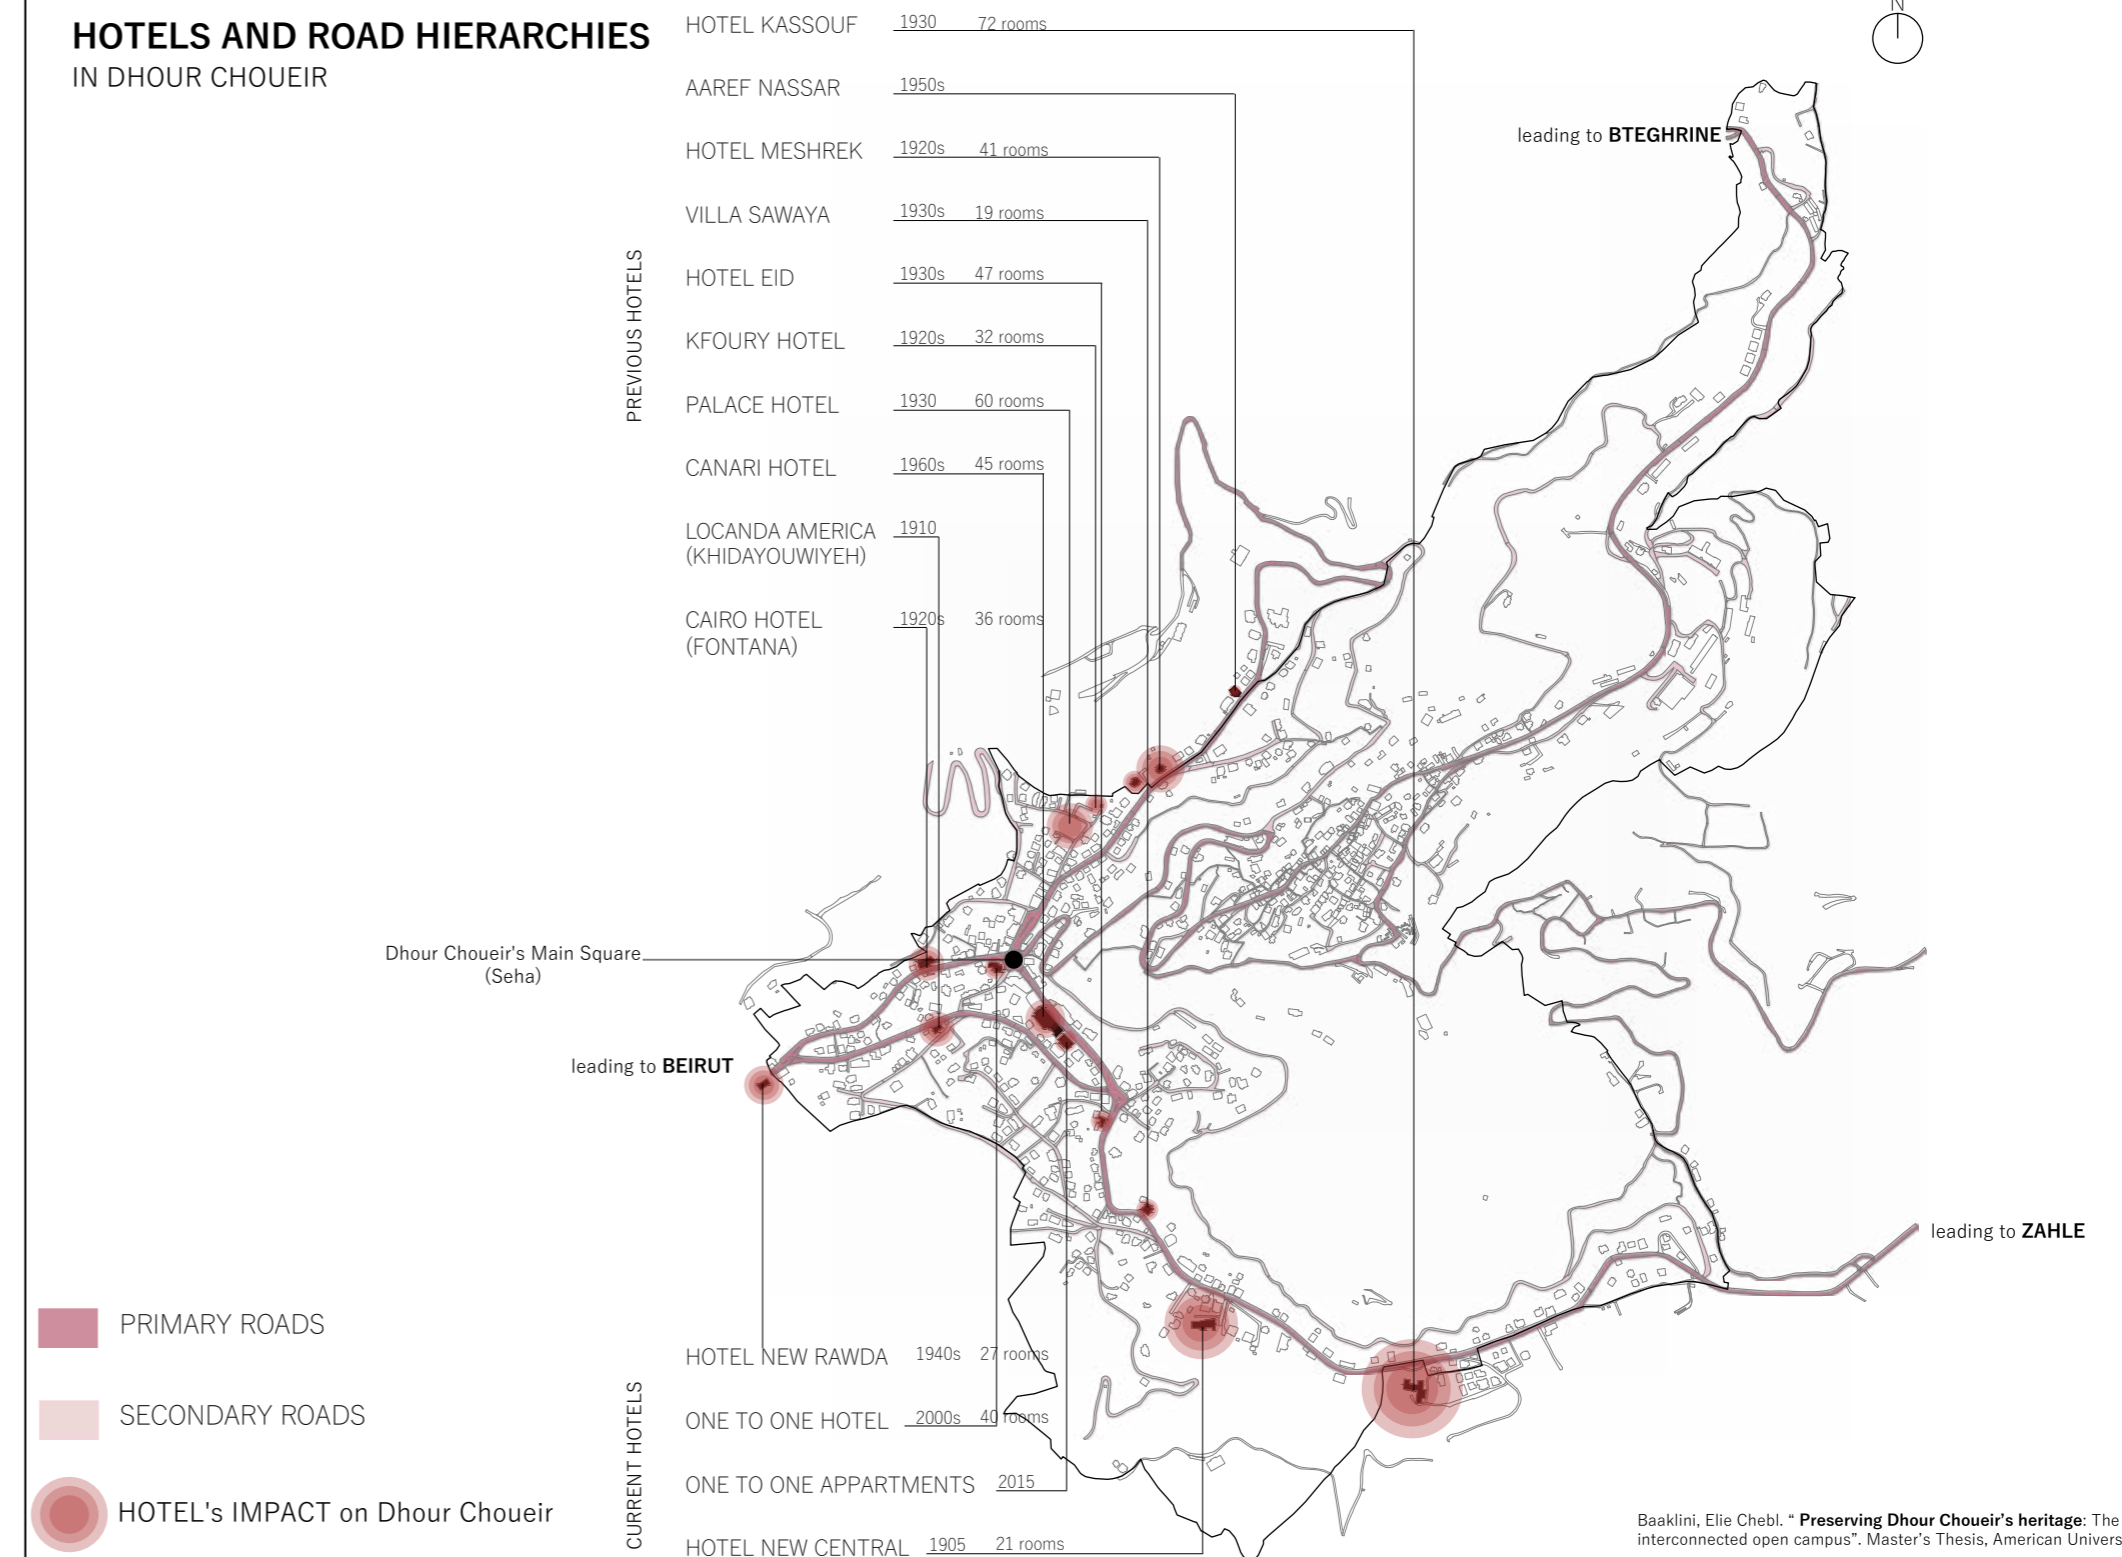 HOTELS AND ROAD HIERARCHIES
IN DHOUR CHOUEIR
PREVIOUS HOTELS
HOTEL KASSOUF 1930 72 rooms
AAREF NASSAR 1950s
HOTEL MESHREK 1920s 41 rooms
VILLA SAWAYA 1930s 19 rooms
HOTEL EID 1930s 47 rooms
KFOURY HOTEL 1920s 32 rooms
PALACE HOTEL 1930 60 rooms
CANARI HOTEL 1960s 45 rooms
LOCANDA AMERICA 1910
(KHIDAYOUWIYEH)
CAIRO HOTEL 1920s 36 rooms
(FONTANA)
N
leading to BTEGHRINE
Dhour Choueir's Main Square
(Seha)
leading to BEIRUT
leading to ZAHLE
PRIMARY ROADS
SECONDARY ROADS
HOTEL's IMPACT on Dhour Choueir
CURRENT HOTELS
HOTEL NEW RAWDA 1940s 27 rooms
ONE TO ONE HOTEL 2000s 40 rooms
ONE TO ONE APPARTMENTS 2015
HOTEL NEW CENTRAL 1905 21 rooms
Baaklini, Elie Chebl. “ Preserving Dhour Choueir’s heritage: The
interconnected open campus”. Master’s Thesis, American Univers